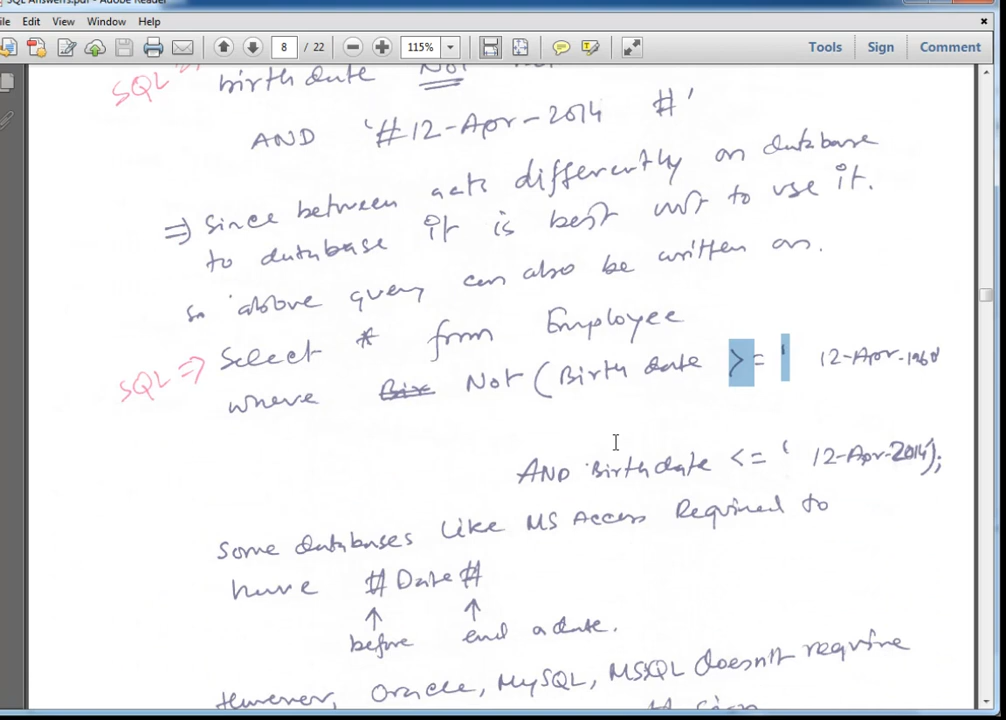 SQL Answers.pdf - Adobe Reader
ile Edit View Window Help
8 / 22 115% Tools Sign Comment
SQL =>
birth date Not
AND '#12-Apr-2014 #'
=> Since between acts differently on database
to database it is best not to use it.
so above query can also be written as.
SQL => Select * from Employee
where Not (Birth date >= ' 12-Apr-1960
AND Birthdate <= ' 12-Apr-2014');
Some databases like MS Access Required to
have # Date #
↑ ↑
before end a date.
However, Oracle, MySQL, MSSQL doesn't require
# sign